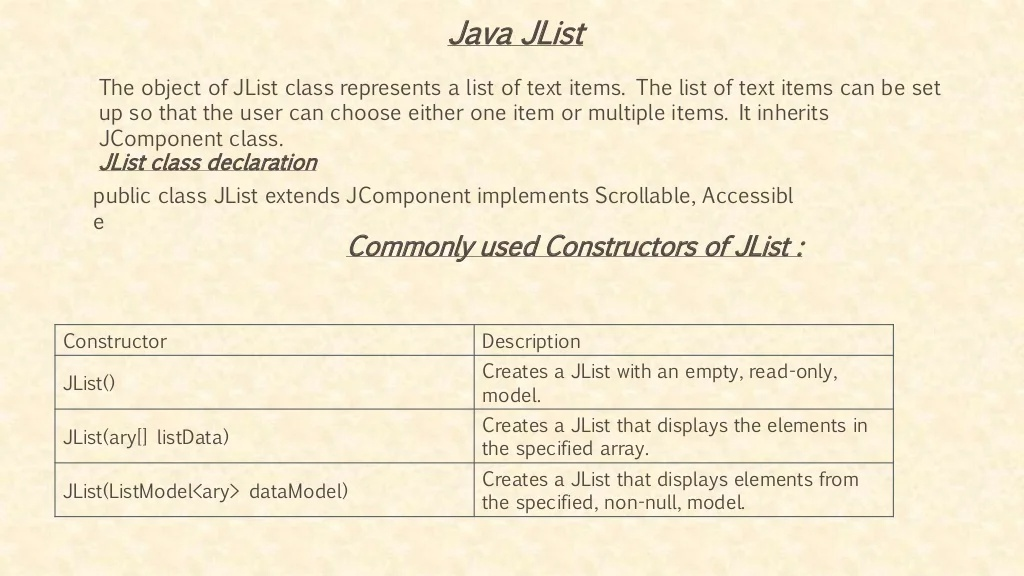 Java JList
The object of JList class represents a list of text items. The list of text items can be set
up so that the user can choose either one item or multiple items. It inherits
JComponent class.
JList class declaration
public class JList extends JComponent implements Scrollable, Accessibl
e
Commonly used Constructors of JList :
Constructor
Description
JList()
Creates a JList with an empty, read-only,
model.
JList(ary[] listData)
Creates a JList that displays the elements in
the specified array.
JList(ListModel<ary> dataModel)
Creates a JList that displays elements from
the specified, non-null, model.